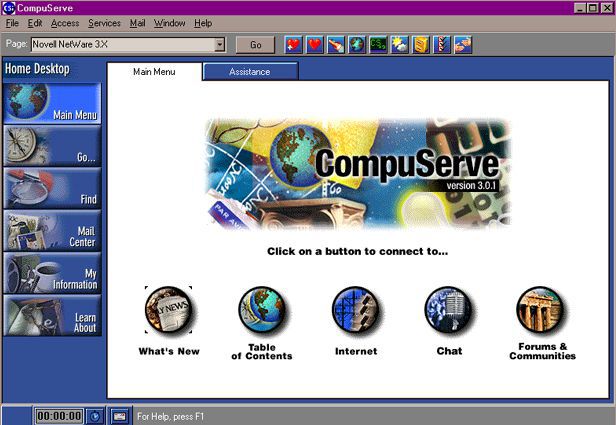 CompuServe
File Edit Access Services Mail Window Help
Page: Novell NetWare 3.X Go
Home Desktop
Main Menu
Go...
Find
Mail
Center
My
Information
Learn
About
Main Menu Assistance
CompuServe
version 3.0.1
Click on a button to connect to...
What's New
Table
of Contents
Internet
Chat
Forums &
Communities
00:00:00 For Help, press F1